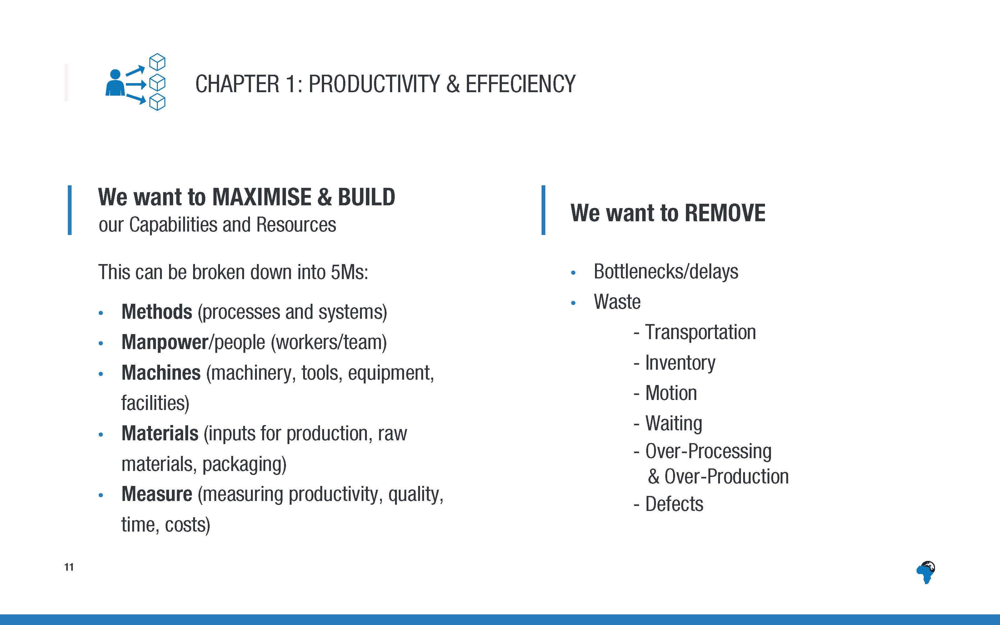 CHAPTER 1: PRODUCTIVITY & EFFECIENCY
We want to MAXIMISE & BUILD
our Capabilities and Resources
This can be broken down into 5Ms:
• Methods (processes and systems)
• Manpower/people (workers/team)
• Machines (machinery, tools, equipment,
facilities)
• Materials (inputs for production, raw
materials, packaging)
• Measure (measuring productivity, quality,
time, costs)
We want to REMOVE
• Bottlenecks/delays
• Waste
- Transportation
- Inventory
- Motion
- Waiting
- Over-Processing
& Over-Production
- Defects
11